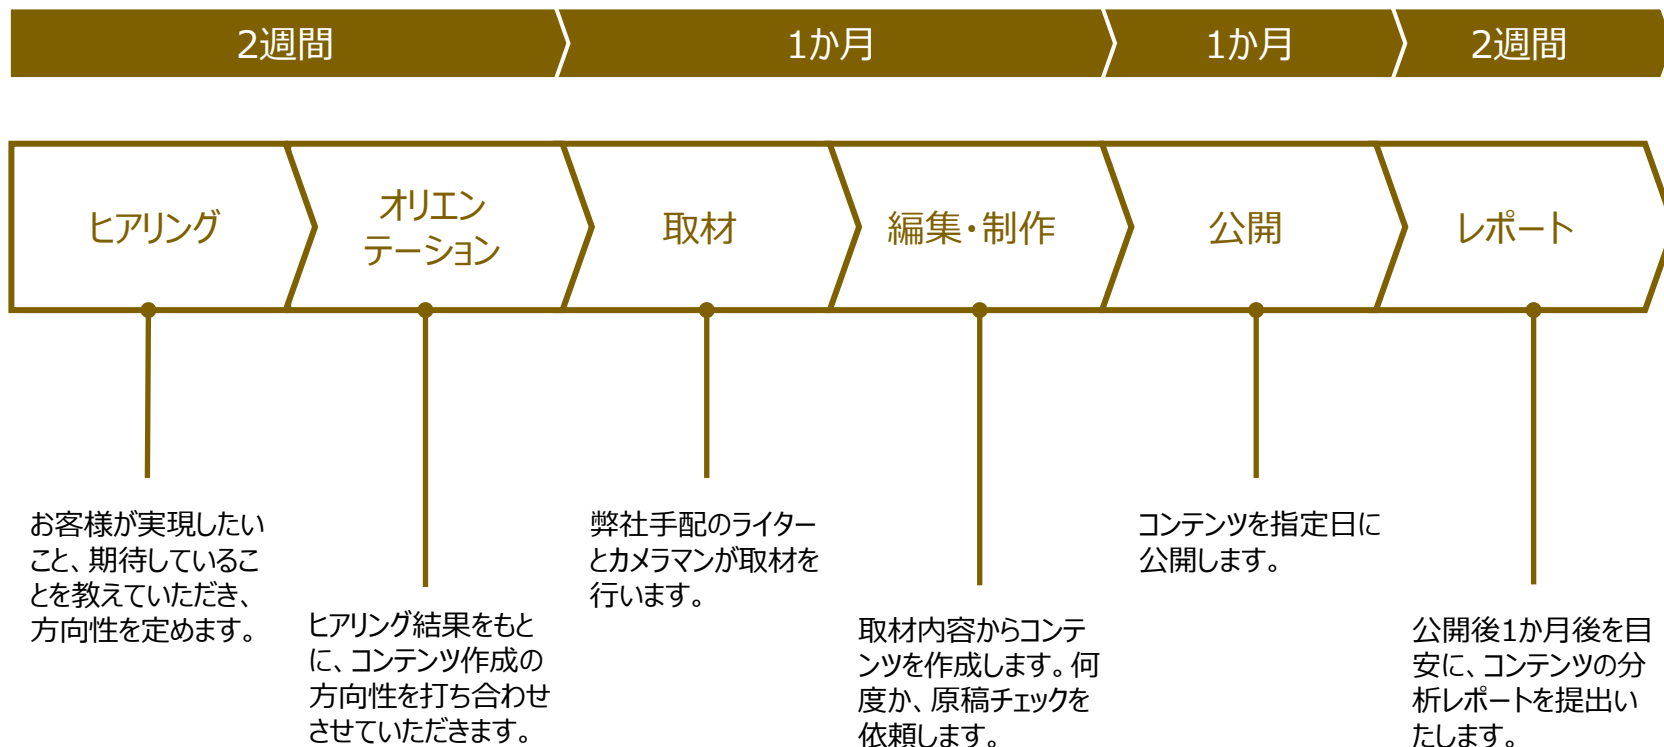 2週間
1か月
1か月
2週間
ヒアリング
オリエン
テーション
取材
編集・制作
公開
レポート
お客様が実現したい
こと、期待しているこ
とを教えていただき、
方向性を定めます。
ヒアリング結果をもと
に、コンテンツ作成の
方向性を打ち合わせ
させていただきます。
弊社手配のライター
とカメラマンが取材を
行います。
取材内容からコンテ
ンツを作成します。何
度か、原稿チェックを
依頼します。
コンテンツを指定日に
公開します。
公開後1か月後を目
安に、コンテンツの分
析レポートを提出い
たします。